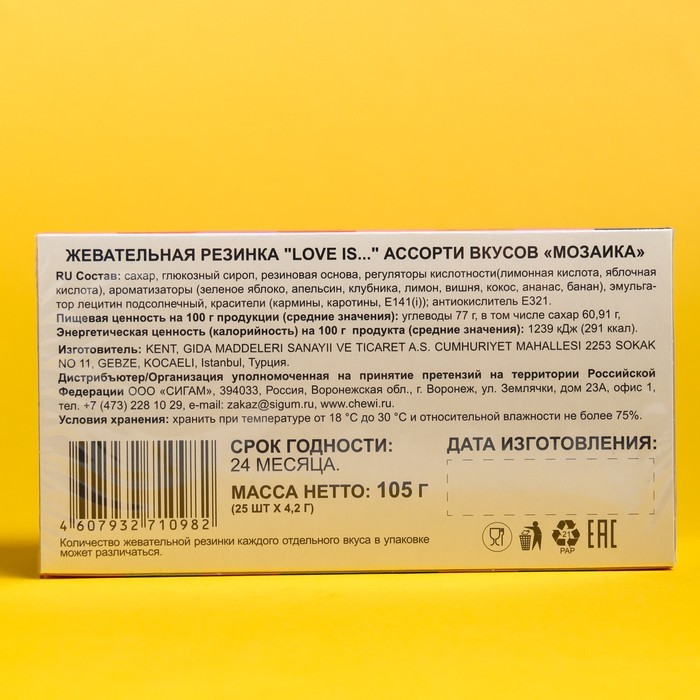 ЖЕВАТЕЛЬНАЯ РЕЗИНКА "LOVE IS..." АССОРТИ ВКУСОВ «МОЗАИКА»
RU Состав: сахар, глюкозный сироп, резиновая основа, регуляторы кислотности(лимонная кислота, яблочная
кислота), ароматизаторы (зеленое яблоко, апельсин, клубника, лимон, вишня, кокос, ананас, банан), эмульга-
тор лецитин подсолнечный, красители (кармины, каротины, Е141(i)); антиокислитель Е321.
Пищевая ценность на 100 г продукции (средние значения): углеводы 77 г, в том числе сахар 60,91 г.
Энергетическая ценность (калорийность) на 100 г продукта (средние значения): 1239 кДж (291 ккал).
Изготовитель: KENT, GIDA MADDELERI SANAYII VE TICARET A.S. CUMHURIYET MAHALLESI 2253 SOKAK
NO 11, GEBZE, KOCAELI, Istanbul, Турция.
Дистрибьютер/Организация уполномоченная на принятие претензий на территории Российской
Федерации ООО «СИГАМ», 394033, Россия, Воронежская обл., г. Воронеж, ул. Землячки, дом 23А, офис 1,
тел. +7 (473) 228 10 29, e-mail: zakaz@sigum.ru, www.chewi.ru
Условия хранения: хранить при температуре от 18 °С до 30 °С и относительной влажности не более 75%.
СРОК ГОДНОСТИ:
24 МЕСЯЦА.
МАССА НЕТТО: 105 Г
(25 ШТ Х 4,2 Г)
ДАТА ИЗГОТОВЛЕНИЯ:
4 607932 710982
21
PAP
EAC
Количество жевательной резинки каждого отдельного вкуса в упаковке
может различаться.